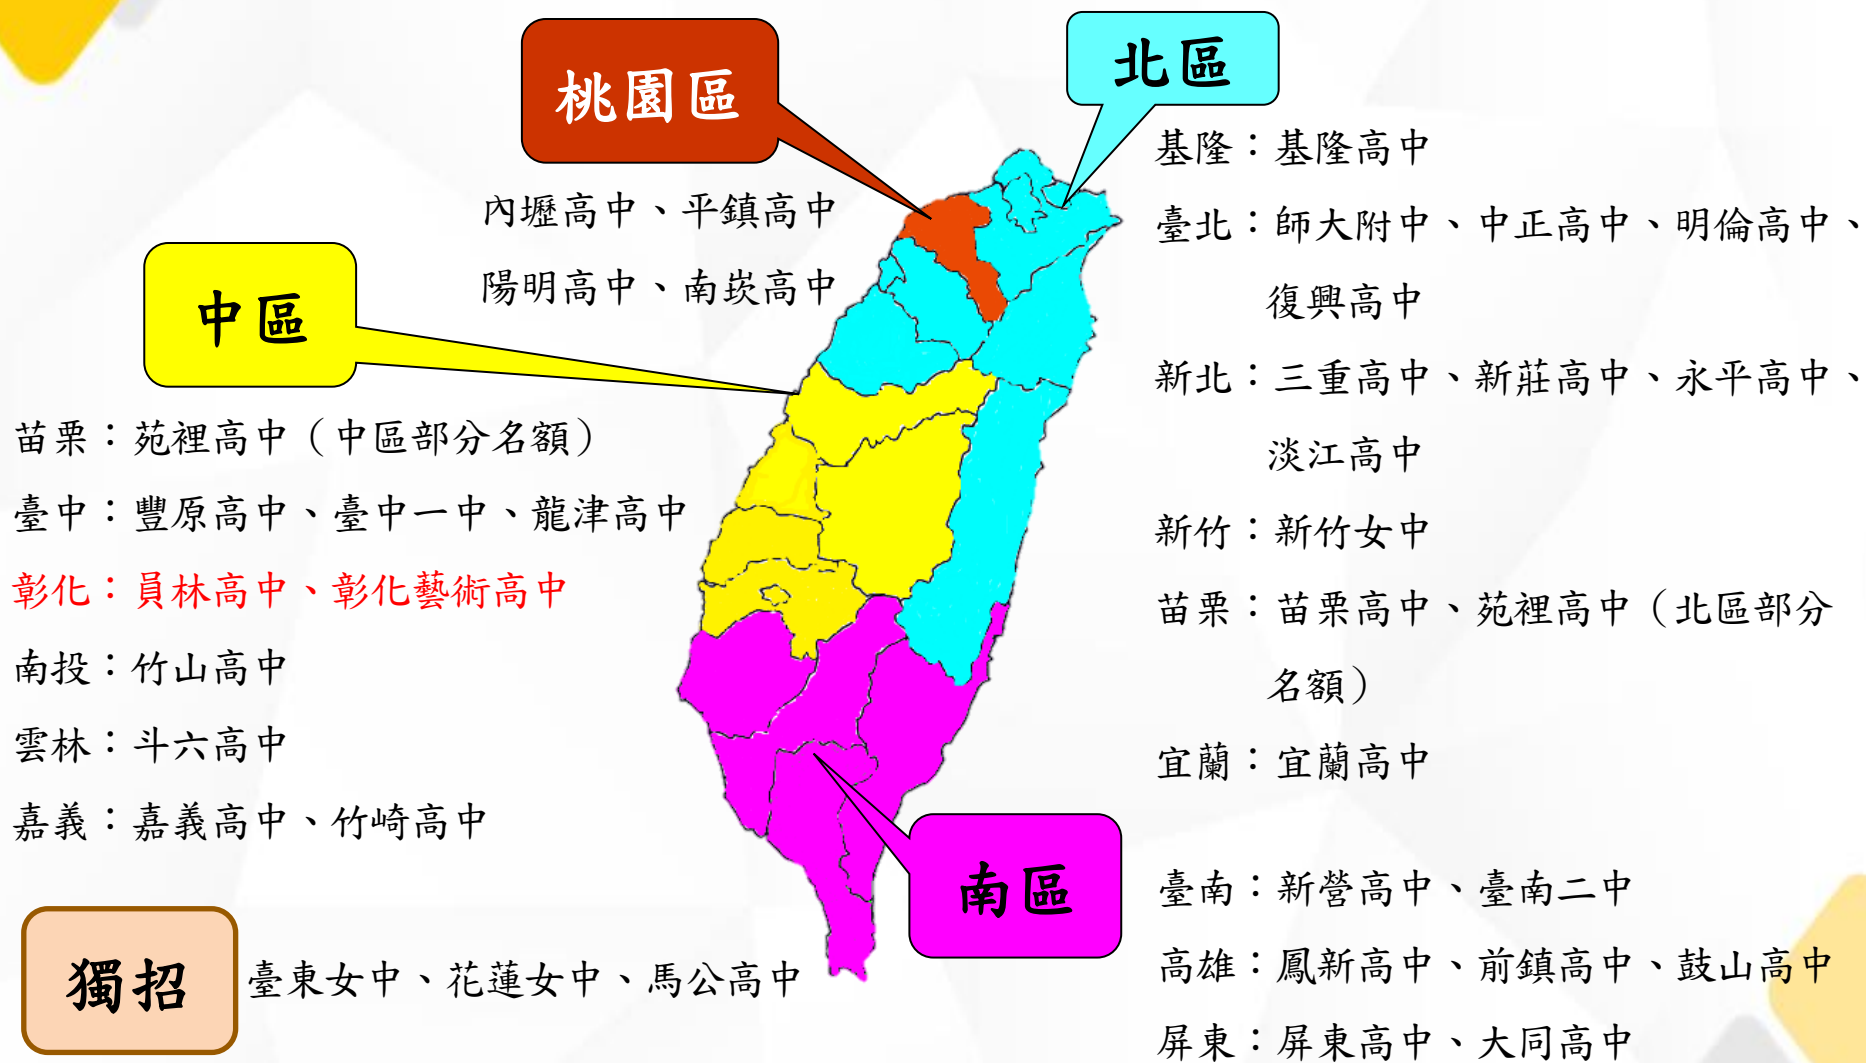 桃園區
內壢高中、平鎮高中
陽明高中、南崁高中
北區
基隆：基隆高中
臺北：師大附中、中正高中、明倫高中、
復興高中
新北：三重高中、新莊高中、永平高中、
淡江高中
新竹：新竹女中
苗栗：苗栗高中、苑裡高中（北區部分
名額）
宜蘭：宜蘭高中
中區
苗栗：苑裡高中（中區部分名額）
臺中：豐原高中、臺中一中、龍津高中
彰化：員林高中、彰化藝術高中
南投：竹山高中
雲林：斗六高中
嘉義：嘉義高中、竹崎高中
南區
臺南：新營高中、臺南二中
高雄：鳳新高中、前鎮高中、鼓山高中
屏東：屏東高中、大同高中
獨招
臺東女中、花蓮女中、馬公高中